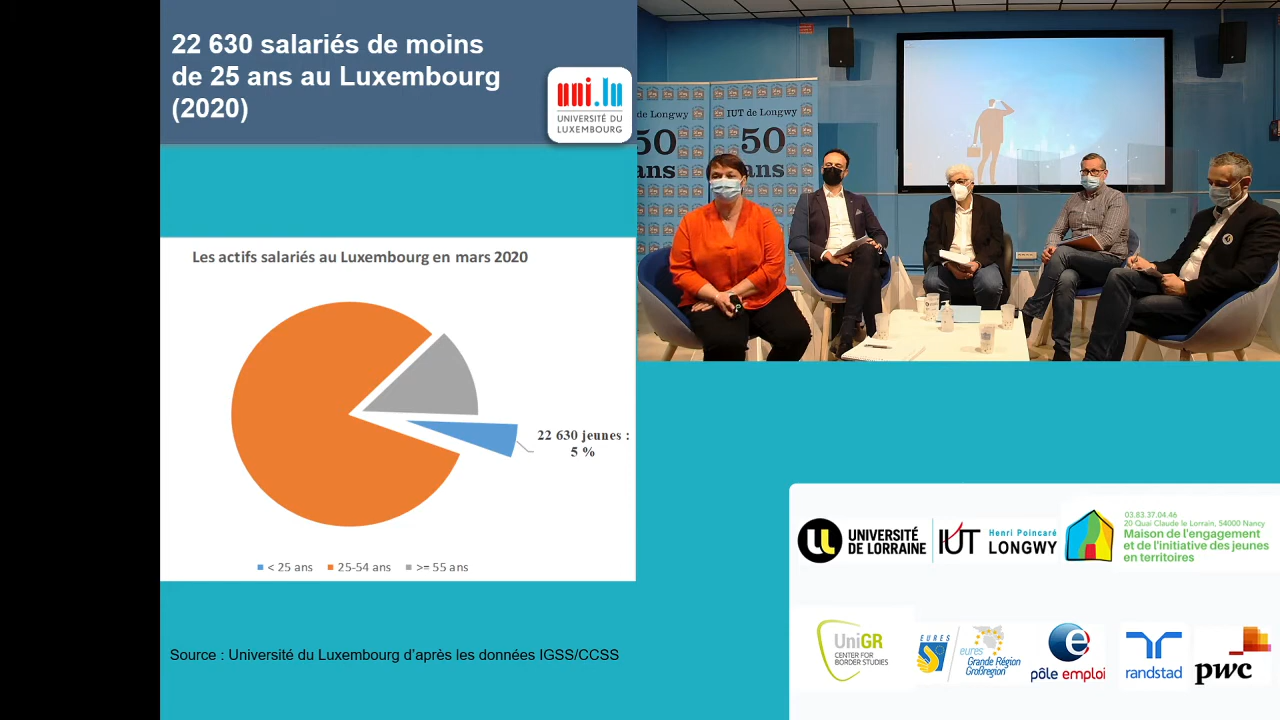 22 630 salariés de moins
de 25 ans au Luxembourg
(2020)
uni.lu
UNIVERSITÉ DU
LUXEMBOURG
Les actifs salariés au Luxembourg en mars 2020
22 630 jeunes :
5 %
< 25 ans
25-54 ans
>= 55 ans
Source : Université du Luxembourg d'après les données IGSS/CCSS
de Longwy
50
ans
IUT de Longwy
50
ans
UNIVERSITÉ
DE LORRAINE
IUT
Henri Poincaré
LONGWY
03.83.37.04.46
20 Quai Claude le Lorrain, 54000 Nancy
Maison de l'engagement
et de l'initiative des jeunes
en territoires
UniGR
CENTER FOR
BORDER STUDIES
EURES
eures
Grande Région
Großregion
pôle emploi
randstad
pwc